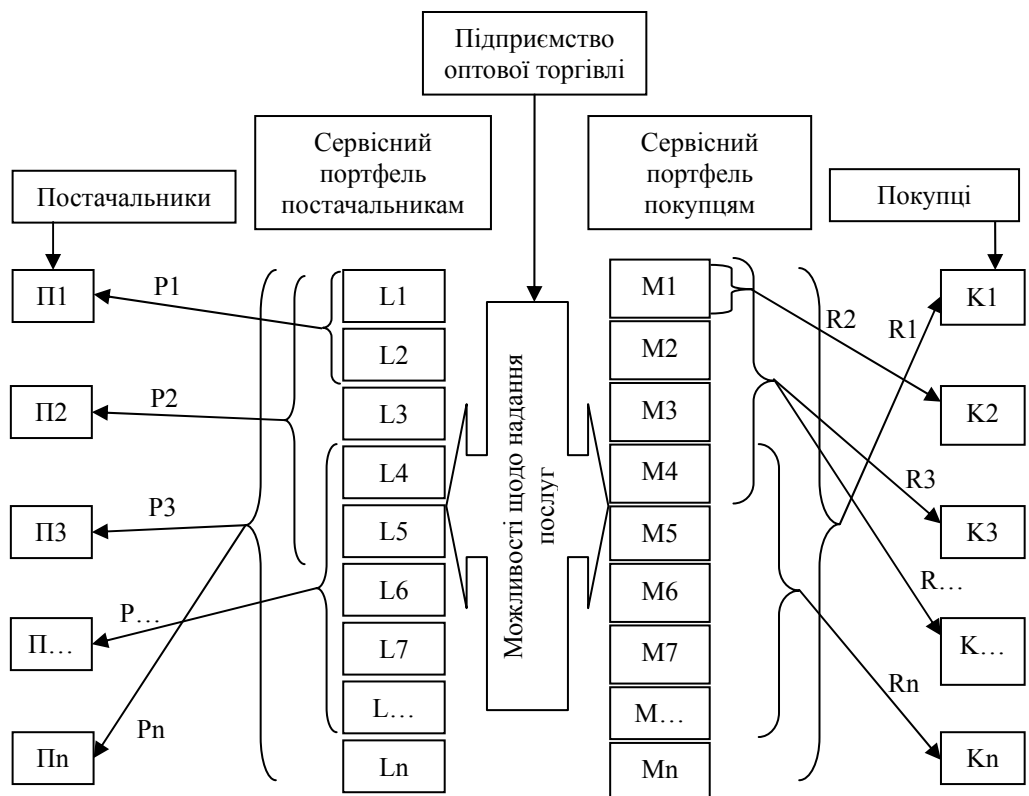 Підприємство
оптової торгівлі
Сервісний
портфель
постачальникам
Сервісний
портфель
покупцям
Постачальники
Покупці
П1
П2
П3
П…
Пn
P1
P2
P3
P…
Pn
L1
L2
L3
L4
L5
L6
L7
L…
Ln
Можливості щодо надання
послуг
M1
M2
M3
M4
M5
M6
M7
M…
Mn
R2
R1
R3
R…
Rn
K1
K2
K3
K…
Kn